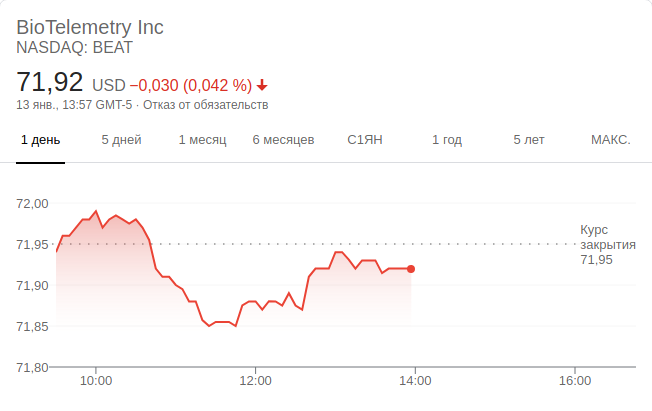 BioTelemetry Inc
NASDAQ: BEAT
71,92 USD −0,030 (0,042 %)
13 янв., 13:57 GMT-5 · Отказ от обязательств
1 день 5 дней 1 месяц 6 месяцев С1ЯН 1 год 5 лет МАКС.
72,00
Курс
71,95 закрытия
71,95
71,90
71,85
71,80
10:00 12:00 14:00 16:00